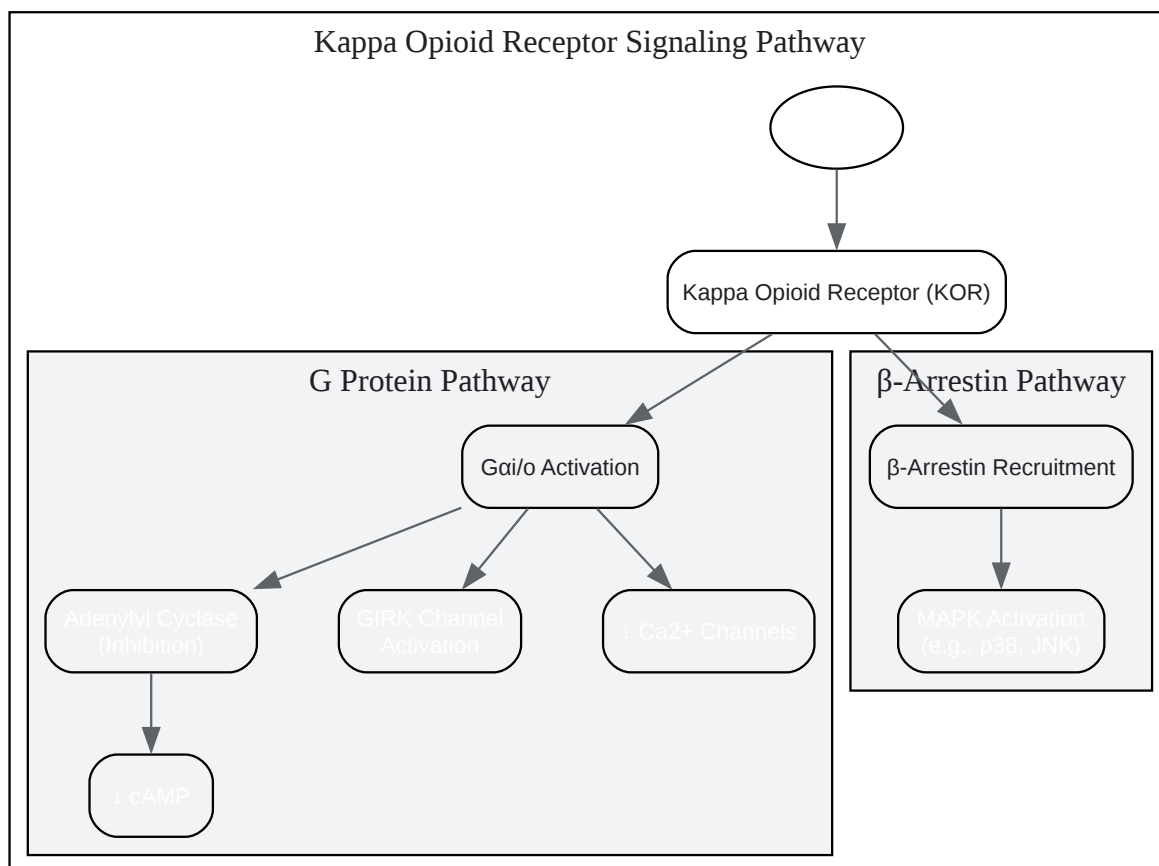 Kappa Opioid Receptor Signaling Pathway
Kappa Opioid Receptor (KOR)
G Protein Pathway
β-Arrestin Pathway
Gαi/o Activation
β-Arrestin Recruitment
Adenylyl Cyclase
(Inhibition)
GIRK Channel
Activation
↓ Ca2+ Channels
MAPK Activation
(e.g., p38, JNK)
↓ cAMP